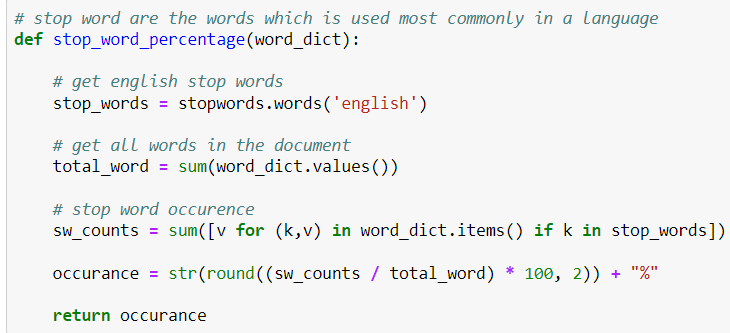 # stop word are the words which is used most commonly in a language
def stop_word_percentage(word_dict):
# get english stop words
stop_words = stopwords.words('english')
# get all words in the document
total_word = sum(word_dict.values())
# stop word occurence
sw_counts = sum([v for (k,v) in word_dict.items() if k in stop_words])
occurance = str(round((sw_counts / total_word) * 100, 2)) + "%"
return occurance